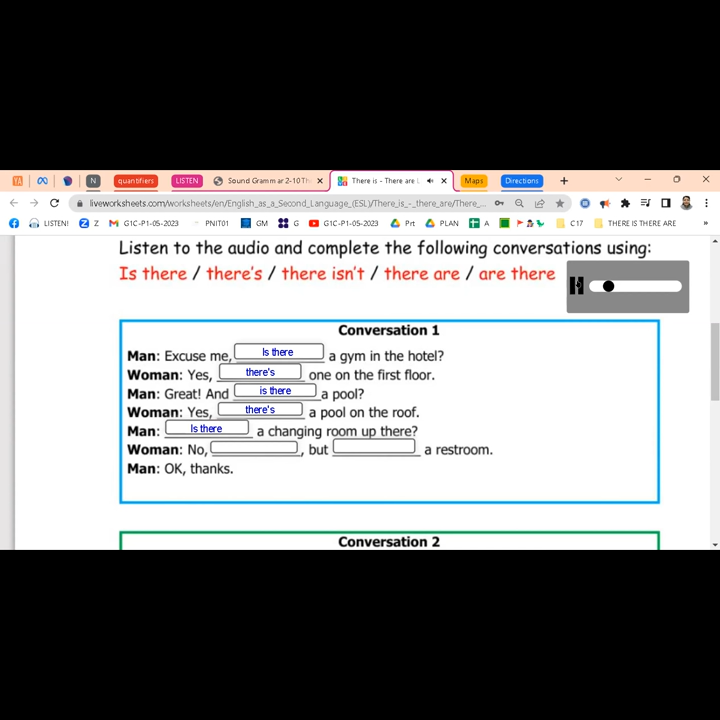 YA N quantifiers LISTEN Sound Grammar 2-10 Th There is - There are L Maps Directions
liveworksheets.com/worksheets/en/English_as_a_Second_Language_(ESL)/There_is_-_there_are/There_...
LISTEN! Z Z G1C-P1-05-2023 PNIT01 GM G G1C-P1-05-2023 Prt PLAN A C17 THERE IS THERE ARE »
Listen to the audio and complete the following conversations using:
Is there / there's / there isn't / there are / are there
Conversation 1
Man: Excuse me, Is there a gym in the hotel?
Woman: Yes, there's one on the first floor.
Man: Great! And is there a pool?
Woman: Yes, there's a pool on the roof.
Man: Is there a changing room up there?
Woman: No, , but a restroom.
Man: OK, thanks.
Conversation 2